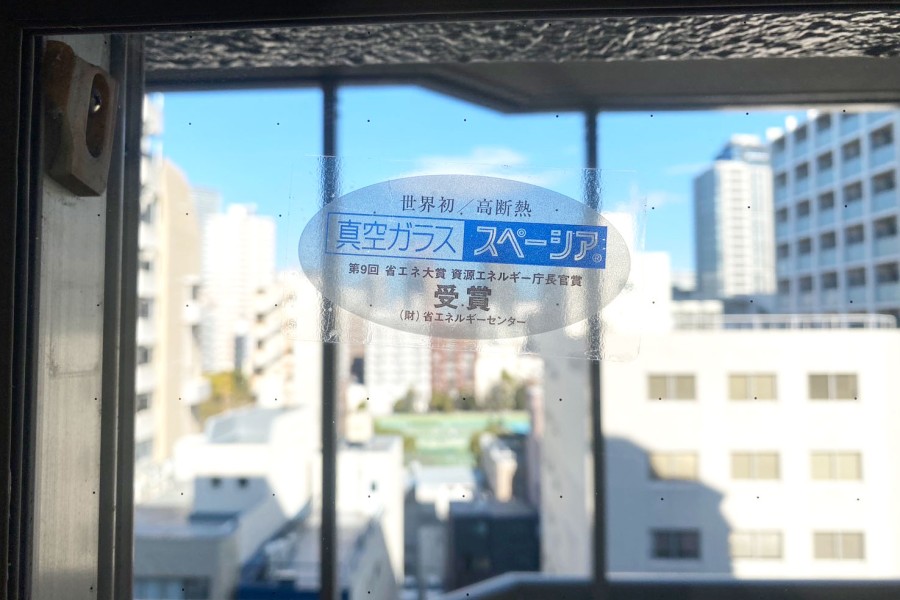 世界初／高断熱
真空ガラス スペーシア®
第9回 省エネ大賞 資源エネルギー庁長官賞
受賞
（財）省エネルギーセンター